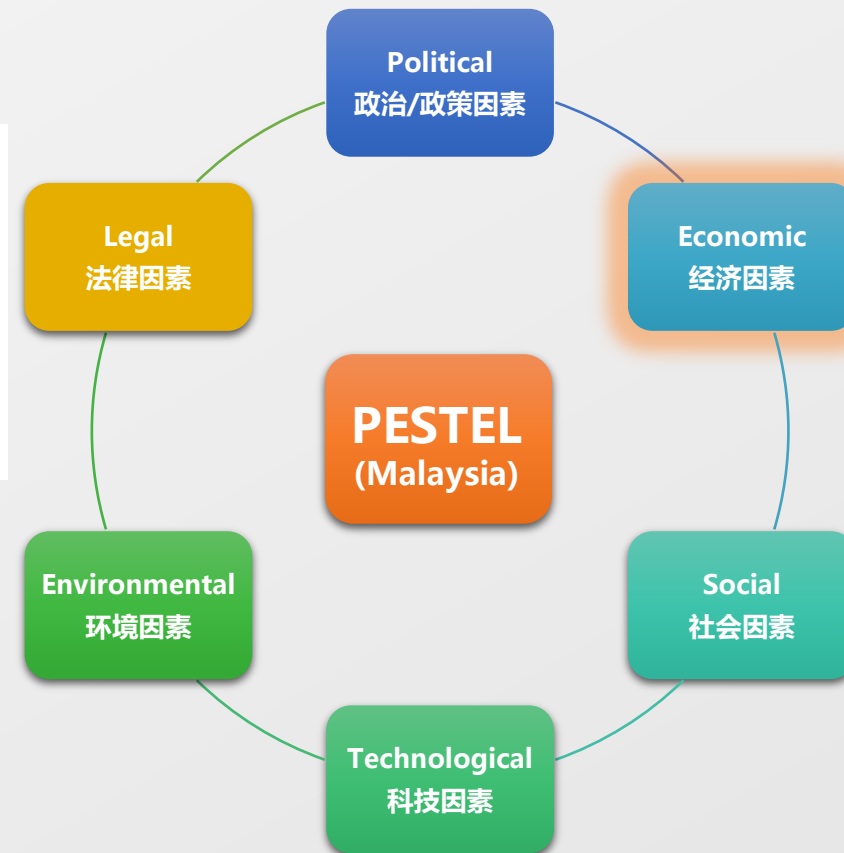 Political
政治/政策因素
Legal
法律因素
Economic
经济因素
PESTEL
(Malaysia)
Environmental
环境因素
Social
社会因素
Technological
科技因素